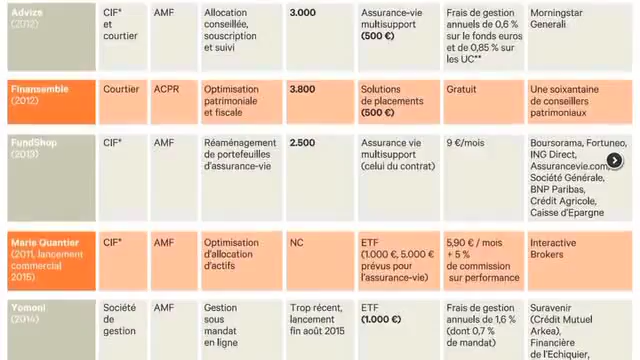 Advizs CIF* AMF Allocation 3.000 Assurance-vie Frais de gestion Morningstar
(2012) et conseillée, multisupport annuels de 0,6 % Generali
courtier souscription (500 €) sur le fonds euros
et suivi et de 0,85 % sur
les UC**
Finansemble Courtier ACPR Optimisation 3.800 Solutions Gratuit Une soixantaine
(2012) patrimoniale de placements de conseillers
et fiscale (500 €) patrimoniaux
FundShop CIF* AMF Réaménagement 2.500 Assurance vie 9 €/mois Boursorama, Fortuneo,
(2013) de portefeuilles multisupport ING Direct,
d'assurance-vie (celui du contrat) Assurancevie.com,
Société Générale,
BNP Paribas,
Crédit Agricole,
Caisse d'Epargne
Marie Quantier CIF* AMF Optimisation NC ETF 5,90 € / mois Interactive
(2011, lancement d'allocation (1.000 €, 5.000 € + 5 % Brokers
commercial d'actifs prévus pour de commission
2015) l'assurance-vie) sur performance
Yomoni Société AMF Gestion Trop récent, ETF Frais de gestion Suravenir
(2014) de gestion sous lancement (1.000 €) annuels de 1,6 % (Crédit Mutuel
mandat fin août 2015 (dont 0,7 % Arkea),
en ligne de mandat) Financière
de l'Echiquier,